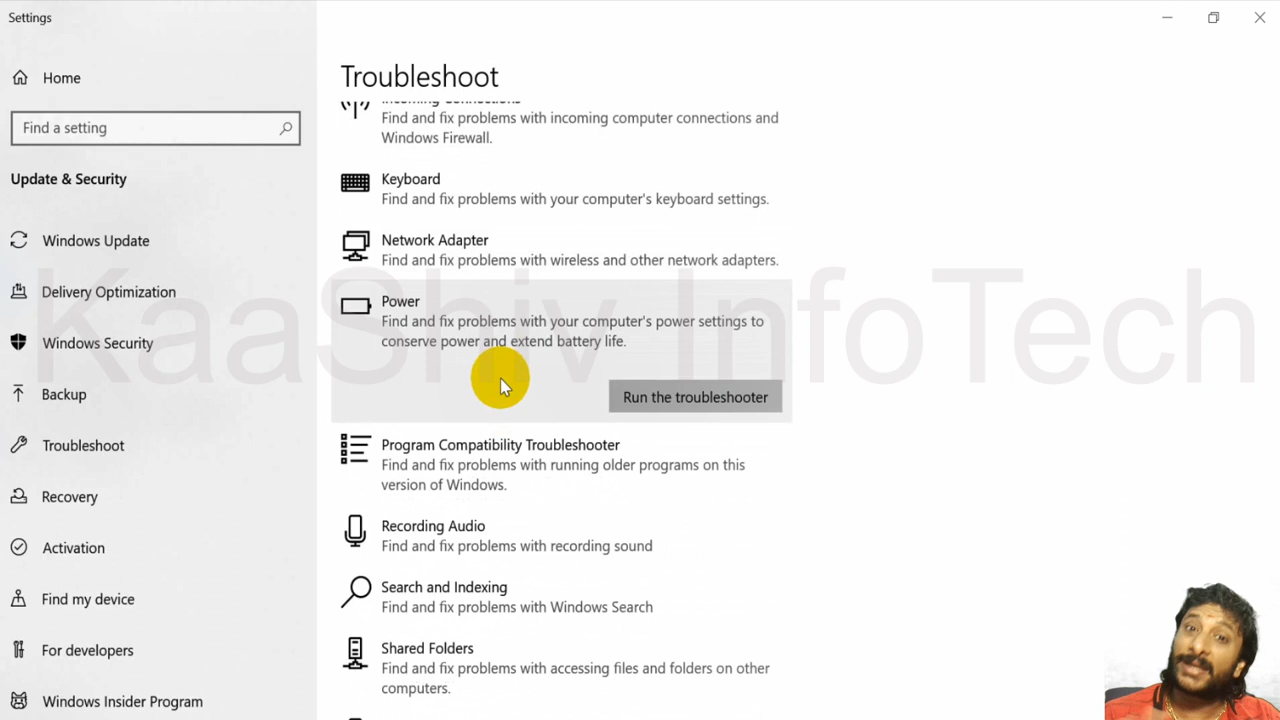 Settings
Home
Find a setting
Update & Security
Windows Update
Delivery Optimization
Windows Security
Backup
Troubleshoot
Recovery
Activation
Find my device
For developers
Windows Insider Program
Troubleshoot
Incoming Connections
Find and fix problems with incoming computer connections and
Windows Firewall.
Keyboard
Find and fix problems with your computer's keyboard settings.
Network Adapter
Find and fix problems with wireless and other network adapters.
Power
Find and fix problems with your computer's power settings to
conserve power and extend battery life.
Run the troubleshooter
Program Compatibility Troubleshooter
Find and fix problems with running older programs on this
version of Windows.
Recording Audio
Find and fix problems with recording sound
Search and Indexing
Find and fix problems with Windows Search
Shared Folders
Find and fix problems with accessing files and folders on other
computers.
KaaShiv InfoTech